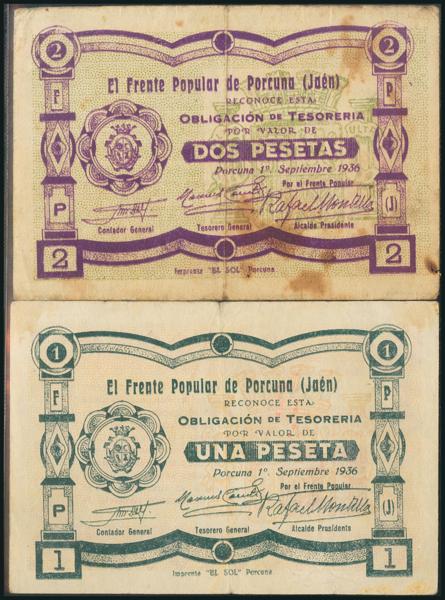 2 2
El Frente Popular de Porcuna (Jaén)
F P
RECONOCE ESTA
OBLIGACIÓN DE TESORERIA
POR VALOR DE
DOS PESETAS
Porcuna 1º. Septiembre 1936
Por el Frente Popular
P (J)
Rafael Montilla
Contador General Tesorero General Alcalde Presidente
2 2
Imprenta "EL SOL" Porcuna
1 1
El Frente Popular de Porcuna (Jaén)
F P
RECONOCE ESTA
OBLIGACIÓN DE TESORERIA
POR VALOR DE
UNA PESETA
Porcuna 1º. Septiembre 1936
Por el Frente Popular
P (J)
Rafael Montilla
Contador General Tesorero General Alcalde Presidente
1 1
Imprenta "EL SOL" Porcuna